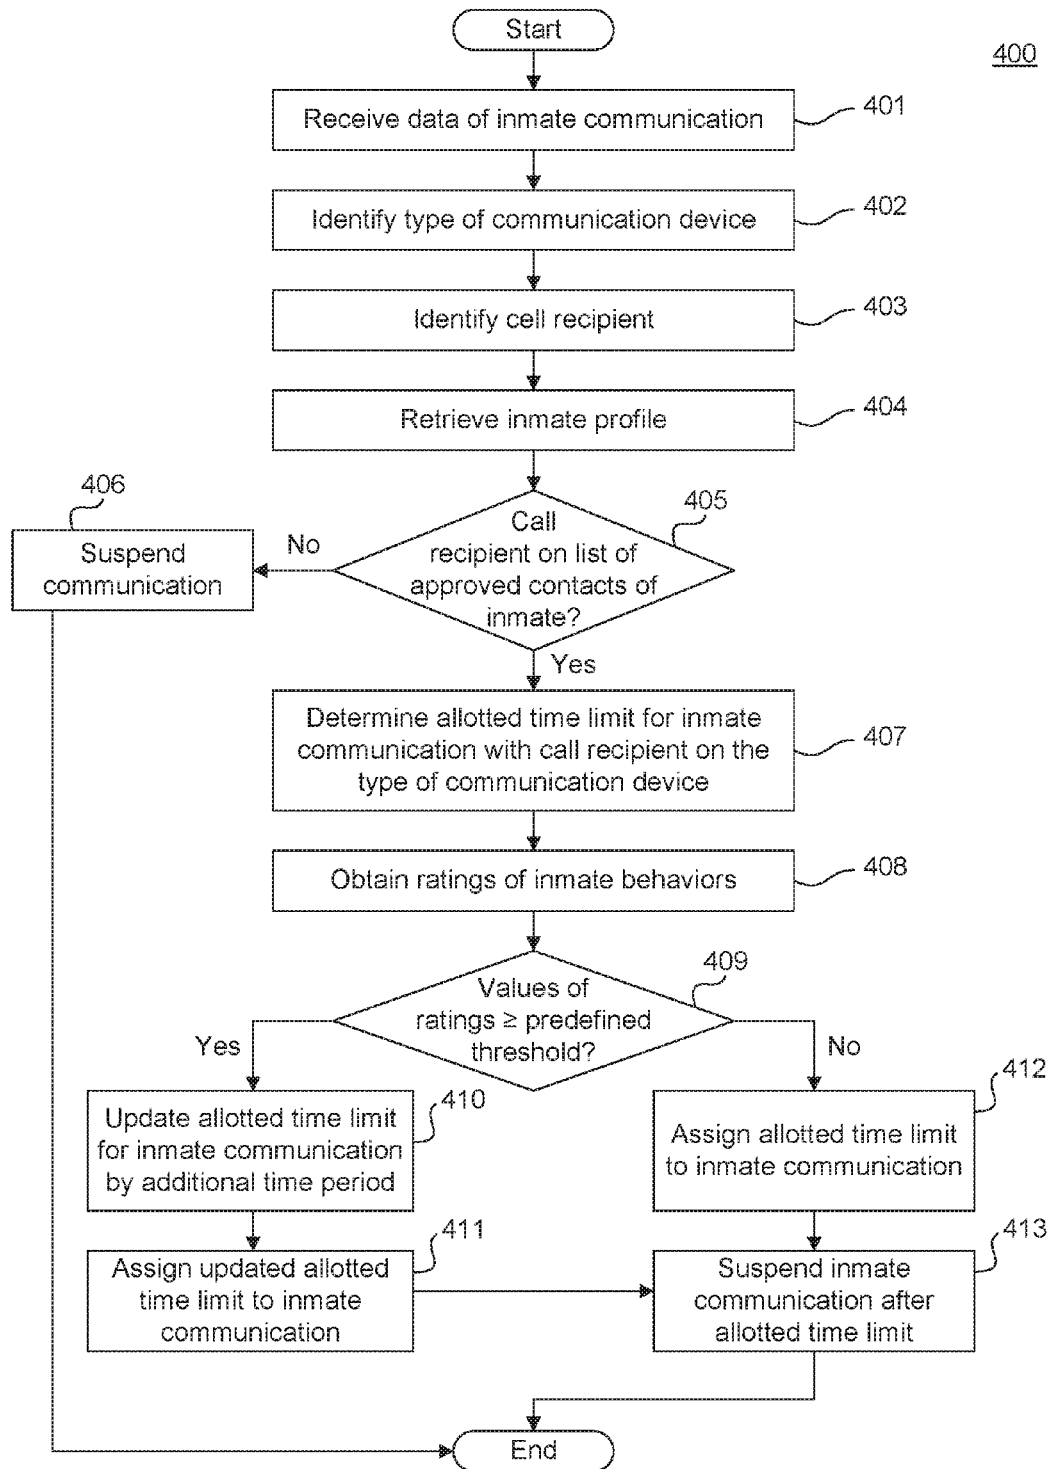 Start
400
Receive data of inmate communication
401
Identify type of communication device
402
Identify cell recipient
403
Retrieve inmate profile
404
406
Suspend
communication
No
Call
recipient on list of
approved contacts of
inmate?
405
Yes
Determine allotted time limit for inmate
communication with call recipient on the
type of communication device
407
Obtain ratings of inmate behaviors
408
Values of
ratings ≥ predefined
threshold?
409
Yes
No
Update allotted time limit
for inmate communication
by additional time period
410
Assign allotted time limit
to inmate communication
412
Assign updated allotted
time limit to inmate
communication
411
Suspend inmate
communication after
allotted time limit
413
End